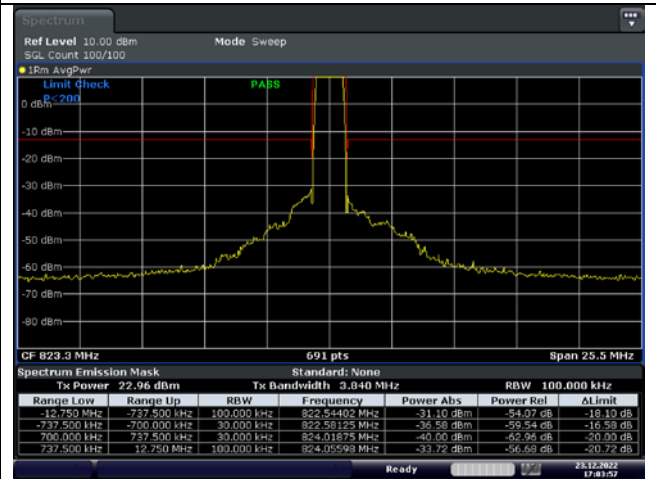 Spectrum
Ref Level 10.00 dBm Mode Sweep
SGL Count 100/100
1Rm AvgPwr
Limit Check PASS
P<200
0 dBm
-10 dBm
-20 dBm
-30 dBm
-40 dBm
-50 dBm
-60 dBm
-70 dBm
-80 dBm
CF 823.3 MHz 691 pts Span 25.5 MHz
Spectrum Emission Mask Standard: None
Tx Power 22.96 dBm Tx Bandwidth 3.840 MHz RBW 100.000 kHz
Range Low Range Up RBW Frequency Power Abs Power Rel ΔLimit
-12.750 MHz -737.500 kHz 100.000 kHz 822.54402 MHz -31.10 dBm -54.07 dB -18.10 dB
-737.500 kHz -700.000 kHz 30.000 kHz 822.58125 MHz -36.58 dBm -59.54 dB -16.58 dB
700.000 kHz 737.500 kHz 30.000 kHz 824.01875 MHz -40.00 dBm -62.96 dB -20.00 dB
737.500 kHz 12.750 MHz 100.000 kHz 824.05598 MHz -33.72 dBm -56.68 dB -20.72 dB
Ready 23.12.2022
17:03:57